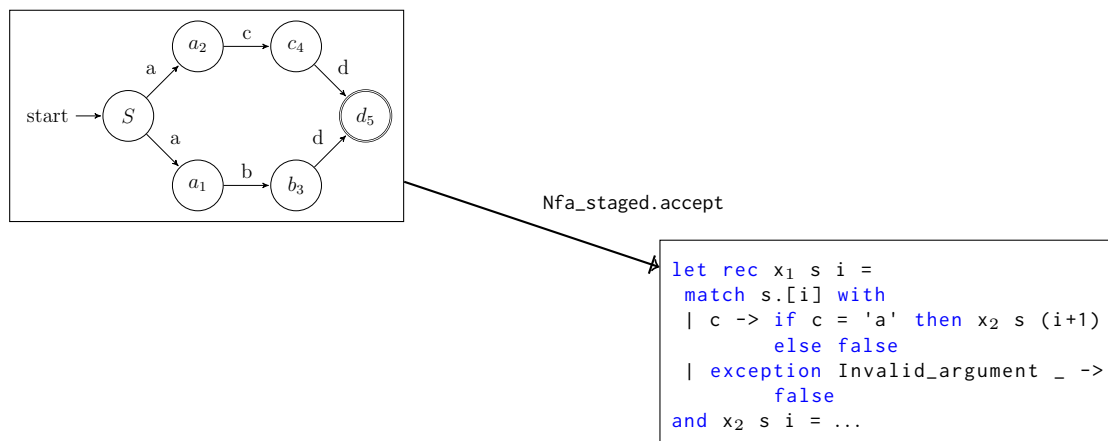 a₂
c
c₄
a
d
start
S
d₅
a
d
a₁
b
b₃
Nfa_staged.accept
let rec x₁ s i =
match s.[i] with
| c -> if c = 'a' then x₂ s (i+1)
else false
| exception Invalid_argument _ ->
false
and x₂ s i = ...